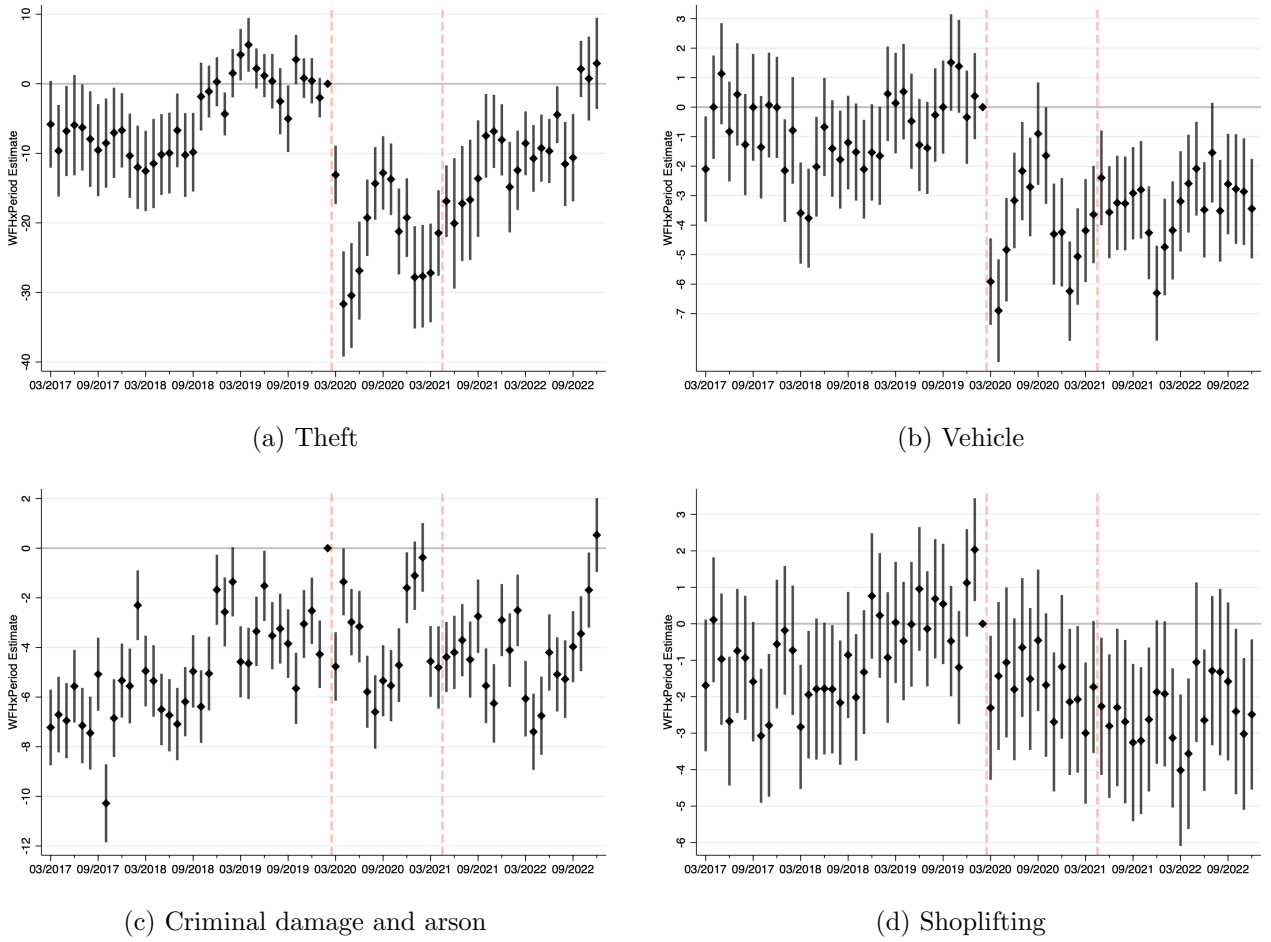 10
0
-10
-20
-30
-40
WFHxPeriod Estimate
03/2017 09/2017 03/2018 09/2018 03/2019 09/2019 03/2020 09/2020 03/2021 09/2021 03/2022 09/2022
(a) Theft
3
2
1
0
-1
-2
-3
-4
-5
-6
-7
WFHxPeriod Estimate
03/2017 09/2017 03/2018 09/2018 03/2019 09/2019 03/2020 09/2020 03/2021 09/2021 03/2022 09/2022
(b) Vehicle
2
0
-2
-4
-6
-8
-10
-12
WFHxPeriod Estimate
03/2017 09/2017 03/2018 09/2018 03/2019 09/2019 03/2020 09/2020 03/2021 09/2021 03/2022 09/2022
(c) Criminal damage and arson
3
2
1
0
-1
-2
-3
-4
-5
-6
WFHxPeriod Estimate
03/2017 09/2017 03/2018 09/2018 03/2019 09/2019 03/2020 09/2020 03/2021 09/2021 03/2022 09/2022
(d) Shoplifting